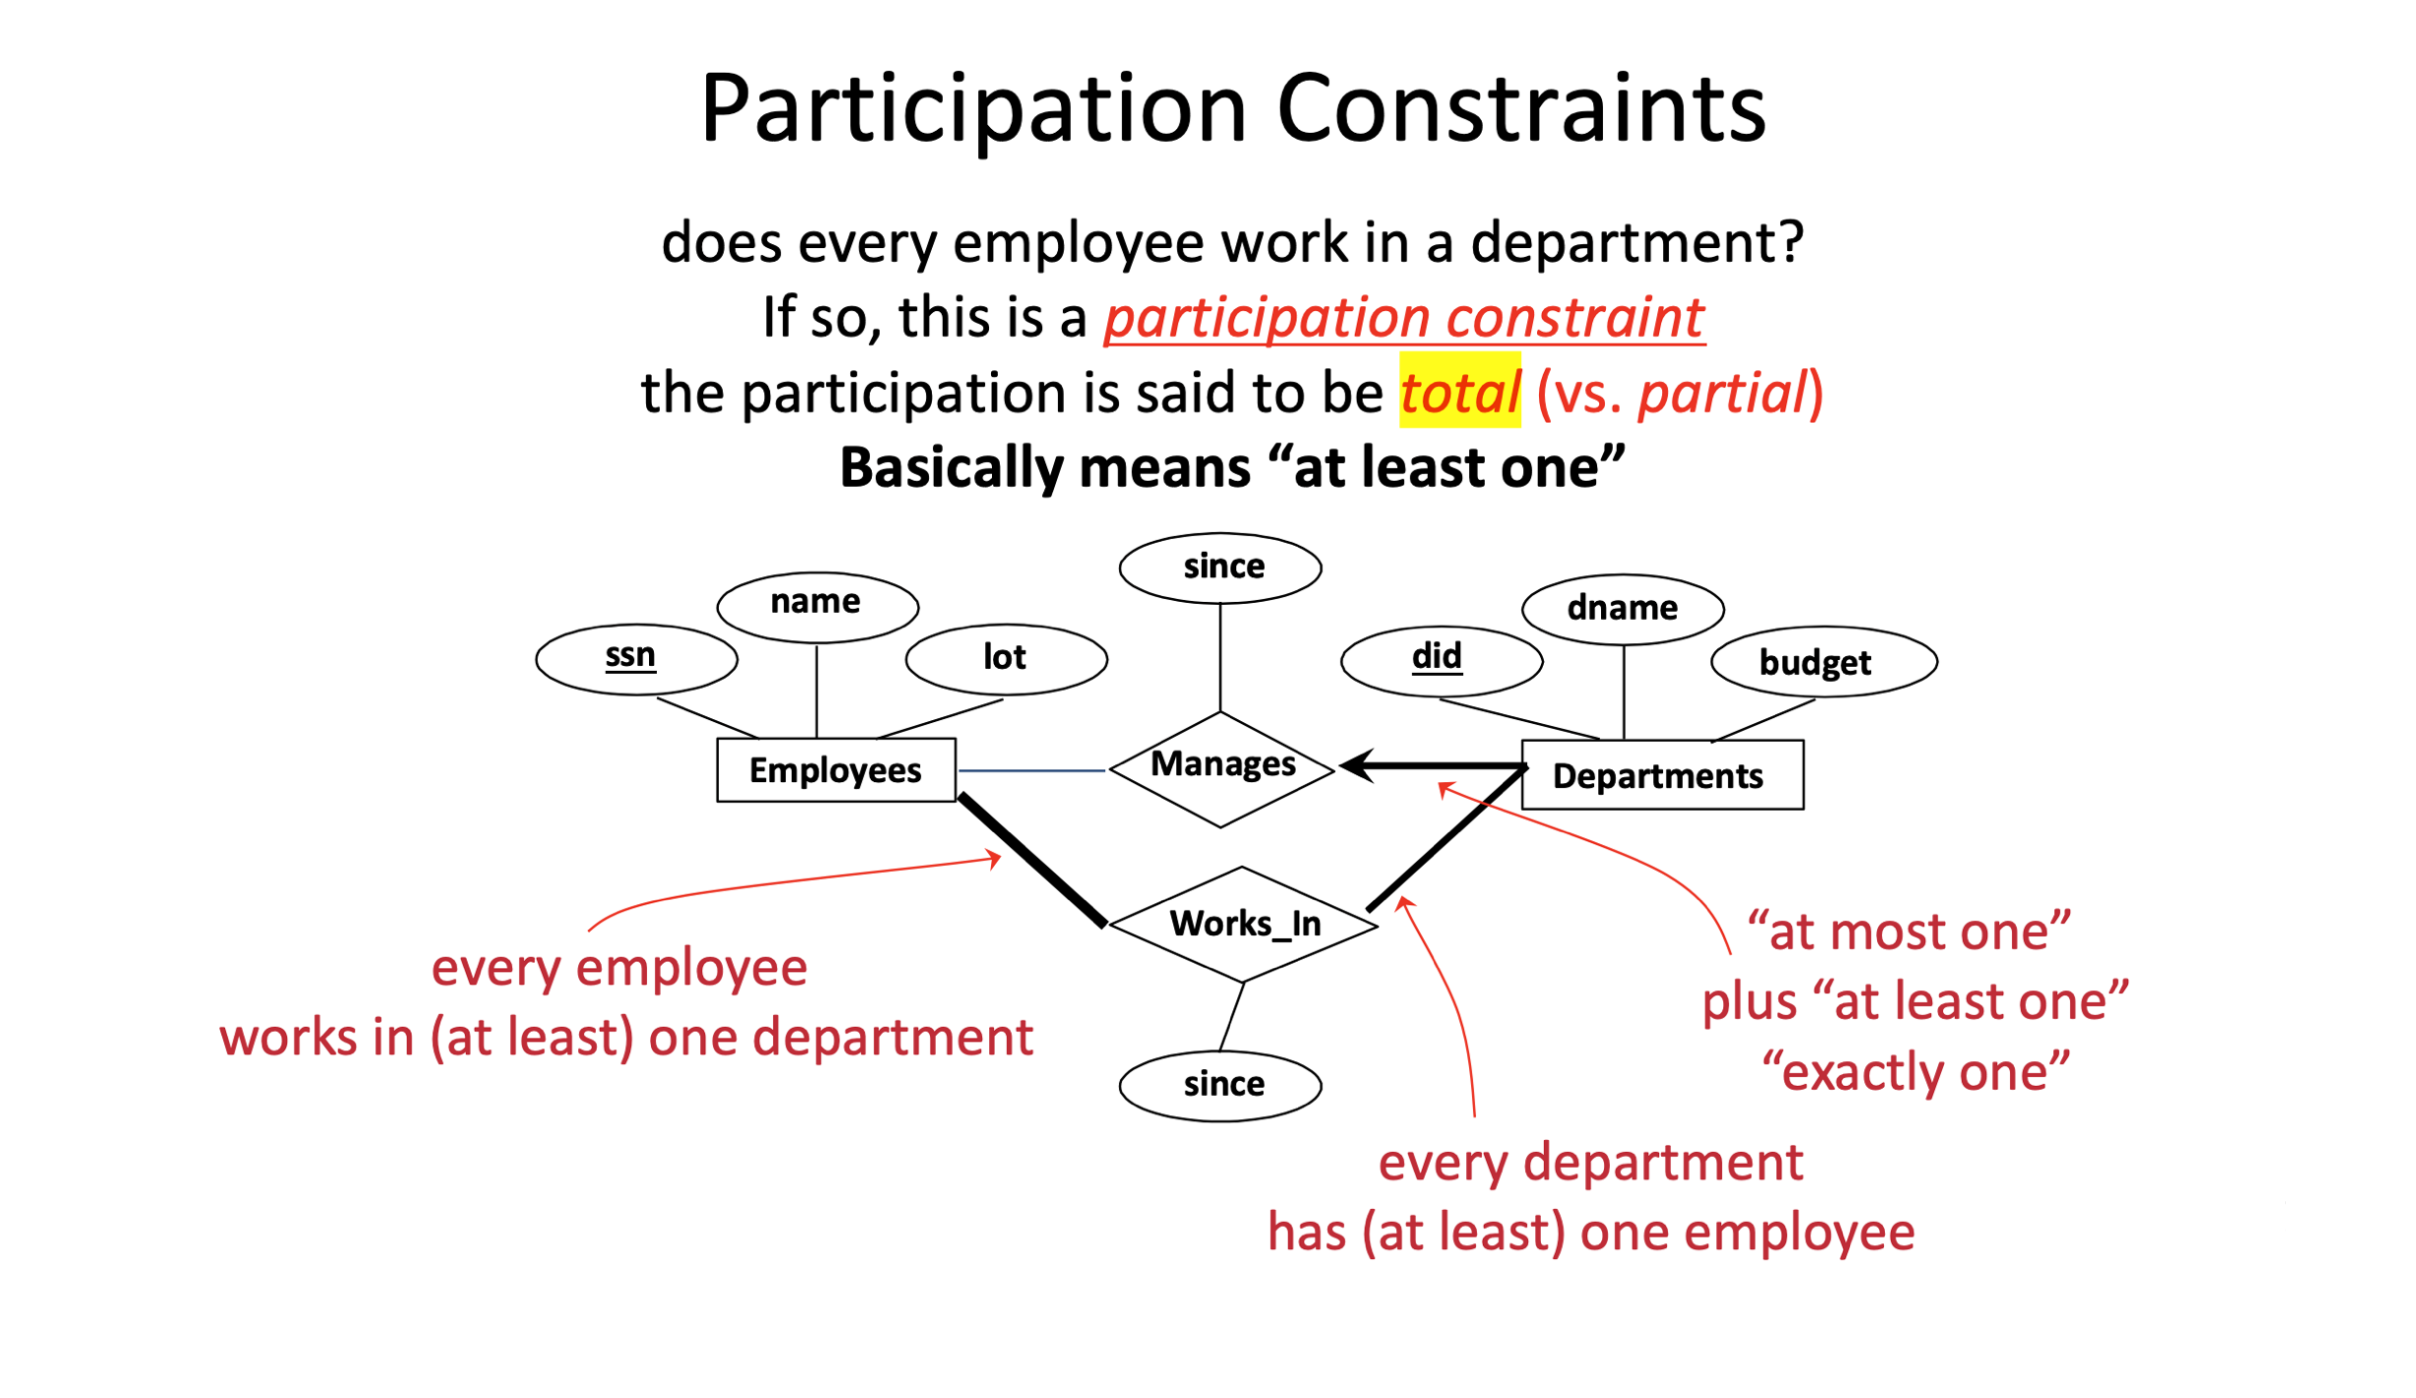 Participation Constraints
does every employee work in a department?
If so, this is a participation constraint
the participation is said to be total (vs. partial)
Basically means “at least one”
since
name
dname
ssn
lot
did
budget
Employees
Manages
Departments
Works_In
since
every employee
works in (at least) one department
“at most one”
plus “at least one”
“exactly one”
every department
has (at least) one employee